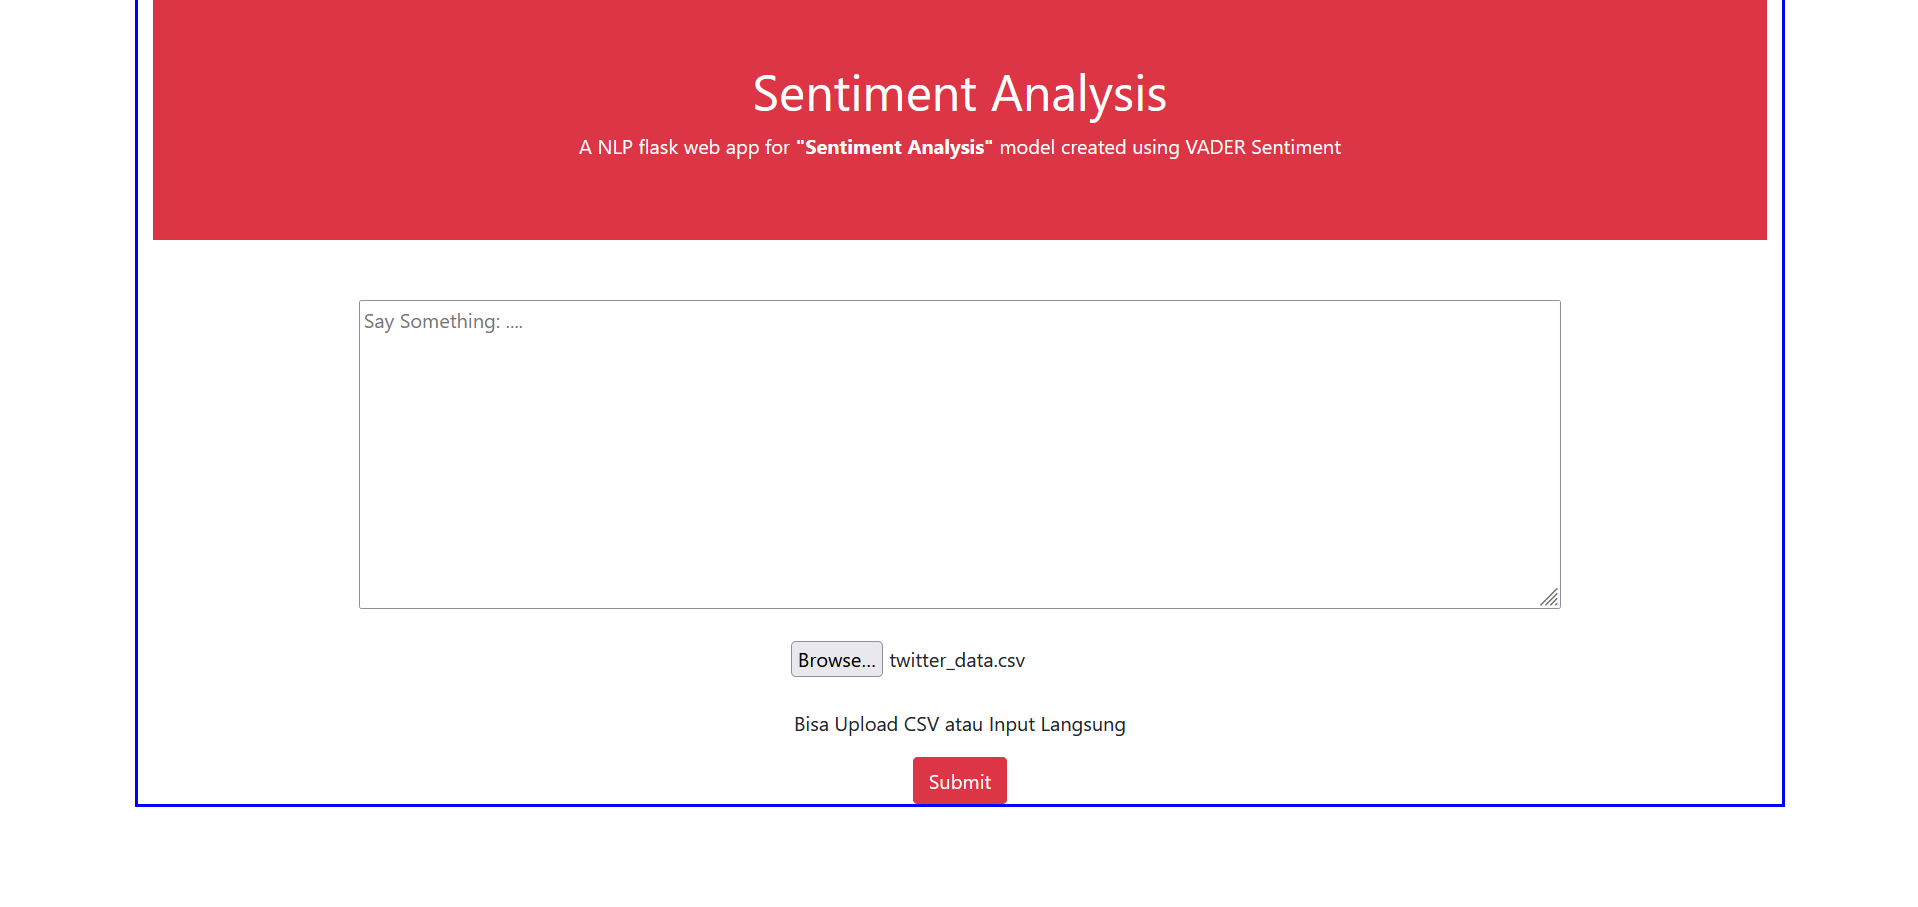 Sentiment Analysis
A NLP flask web app for "Sentiment Analysis" model created using VADER Sentiment
Say Something: ....
Browse... twitter_data.csv
Bisa Upload CSV atau Input Langsung
Submit